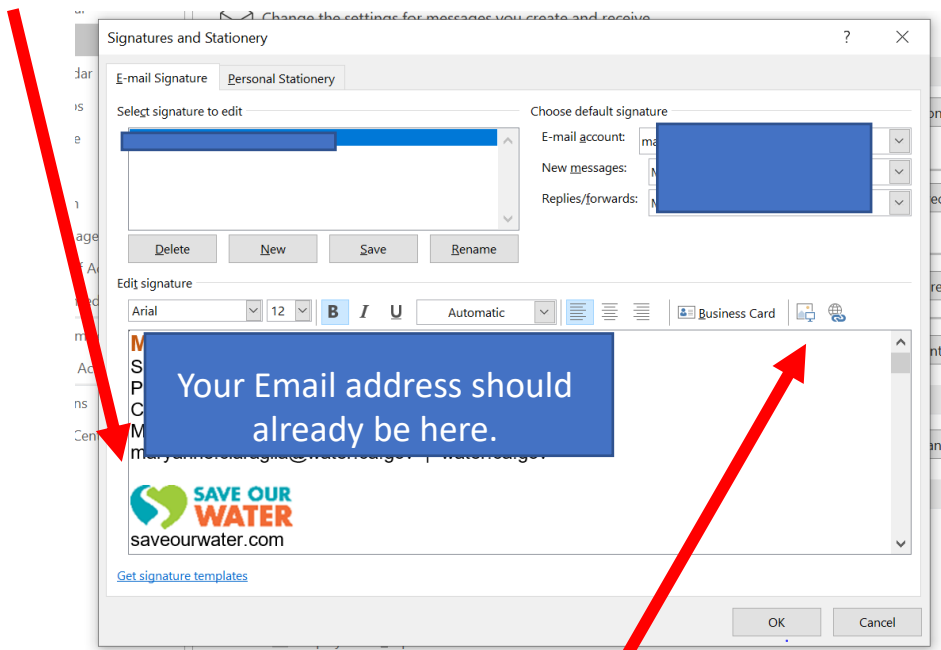 Change the settings for messages you create and receive
Signatures and Stationery
?
E-mail Signature
Personal Stationery
Select signature to edit
Choose default signature
E-mail account:
New messages:
Replies/forwards:
Delete
New
Save
Rename
Edit signature
Arial
12
B
I
U
Automatic
Business Card
Your Email address should
already be here.
SAVE OUR
WATER
saveourwater.com
Get signature templates
OK
Cancel